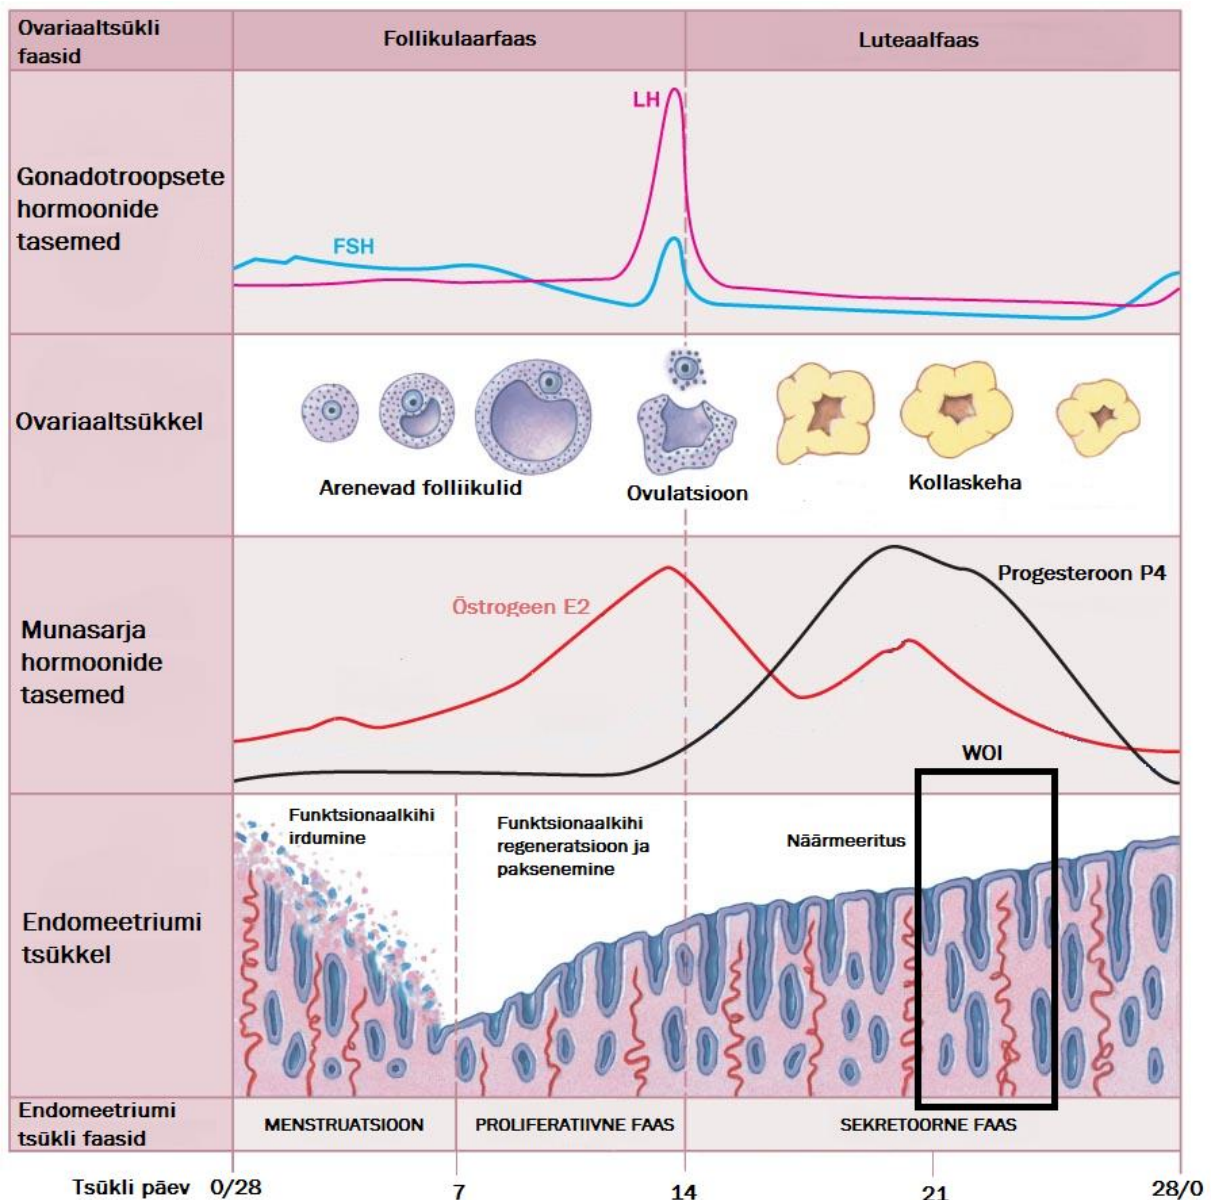 Ovariaaltsükli
faasid
Follikulaarfaas
Luteaalfaas
Gonadotroopsete
hormoonide
tasemed
LH
FSH
Ovariaaltsükkel
Arenevad folliikulid
Ovulatsioon
Kollaskeha
Munasarja
hormoonide
tasemed
Östrogeen E2
Progesteroon P4
WOI
Endomeetriumi
tsükkel
Funktsionaalkihi
irdumine
Funktsionaalkihi
regeneratsioon ja
paksenemine
Näärmeeritus
Endomeetriumi
tsükli faasid
MENSTRUATSIOON
PROLIFERATIIVNE FAAS
SEKRETOORNE FAAS
Tsükli päev 0/28
7
14
21
28/0